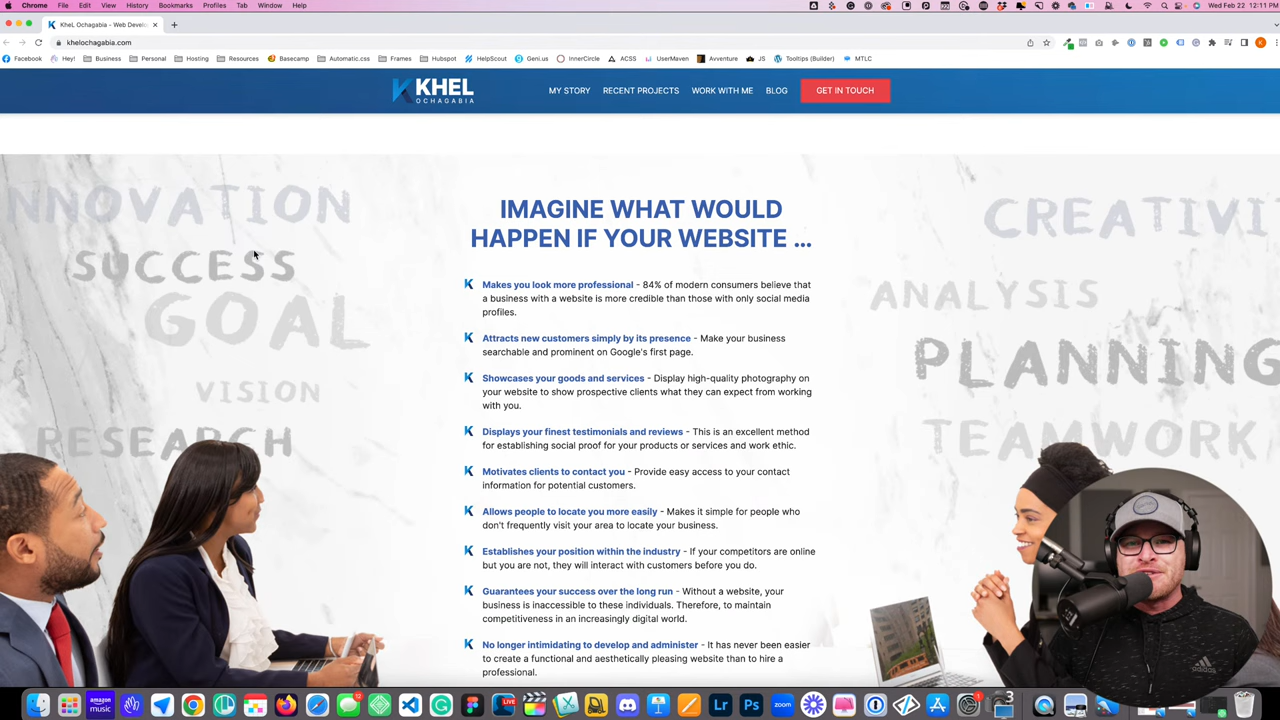 Chrome File Edit View History Bookmarks Profiles Tab Window Help Wed Feb 22 12:11 PM
KheL Ochagabia - Web Develo
khelochagabia.com
Facebook Hey! Business Personal Hosting Resources Basecamp Automatic.css Frames Hubspot HelpScout Geni.us InnerCircle ACSS UserMaven Avventure JS Tooltips (Builder) MTLC
KHEL
OCHAGABIA
MY STORY RECENT PROJECTS WORK WITH ME BLOG GET IN TOUCH
NNOVATION
SUCCESS
GOAL
VISION
RESEARCH
IMAGINE WHAT WOULD
HAPPEN IF YOUR WEBSITE ...
Makes you look more professional - 84% of modern consumers believe that
a business with a website is more credible than those with only social media
profiles.
Attracts new customers simply by its presence - Make your business
searchable and prominent on Google's first page.
Showcases your goods and services - Display high-quality photography on
your website to show prospective clients what they can expect from working
with you.
Displays your finest testimonials and reviews - This is an excellent method
for establishing social proof for your products or services and work ethic.
Motivates clients to contact you - Provide easy access to your contact
information for potential customers.
Allows people to locate you more easily - Makes it simple for people who
don't frequently visit your area to locate your business.
Establishes your position within the industry - If your competitors are online
but you are not, they will interact with customers before you do.
Guarantees your success over the long run - Without a website, your
business is inaccessible to these individuals. Therefore, to maintain
competitiveness in an increasingly digital world.
No longer intimidating to develop and administer - It has never been easier
to create a functional and aesthetically pleasing website than to hire a
professional.
CREATIVI
ANALYSIS
PLANNING
TEAMWORK
adidas
amazon
music
LIVE
12
Lr
Ps
zoom
1
3